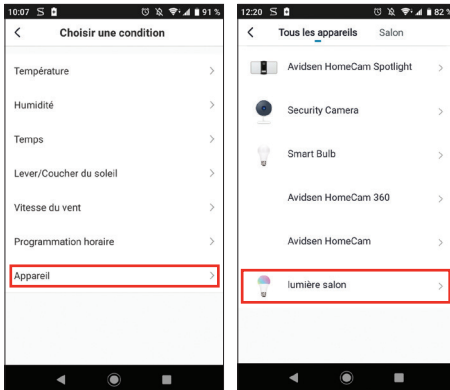 10:07 S 91 %
Choisir une condition
Température
Humidité
Temps
Lever/Coucher du soleil
Vitesse du vent
Programmation horaire
Appareil
12:20 S 82 %
Tous les appareils Salon
Avidsen HomeCam Spotlight
Security Camera
Smart Bulb
Avidsen HomeCam 360
Avidsen HomeCam
lumière salon